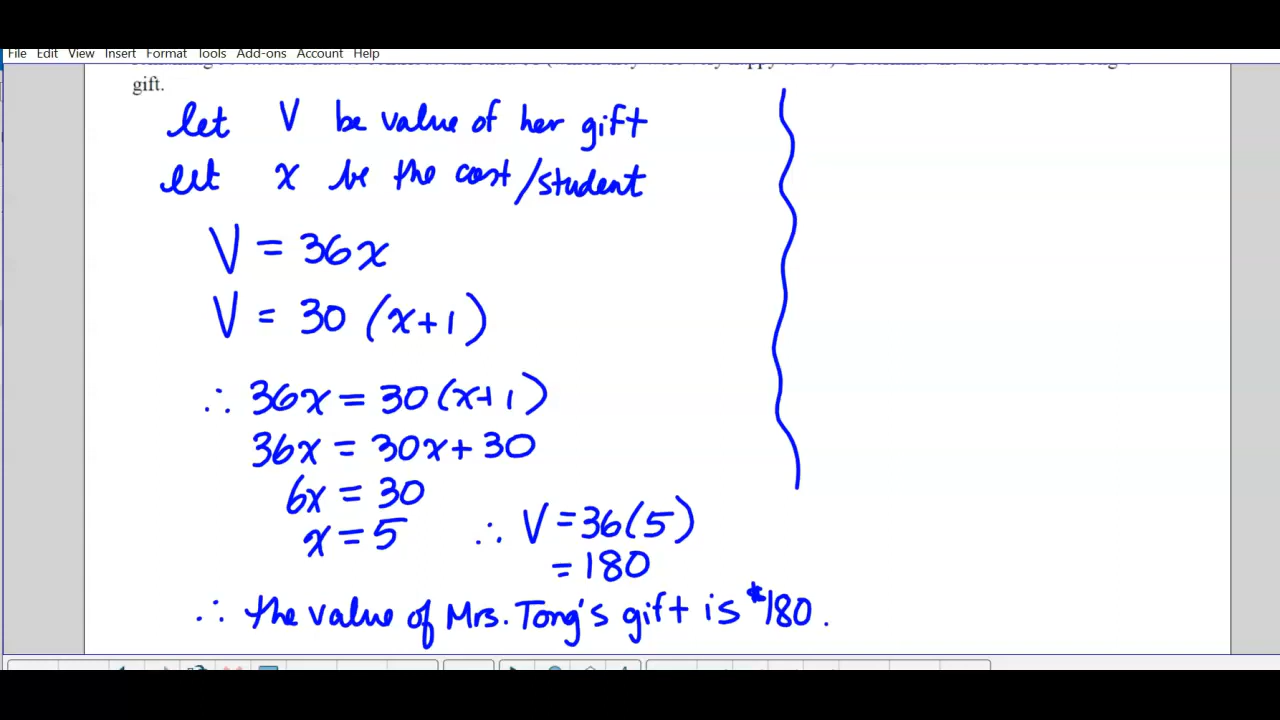 File Edit View Insert Format Tools Add-ons Account Help
gift.
let V be value of her gift
let x be the cost/student
V = 36x
V = 30 (x+1)
∴ 36x = 30(x+1)
36x = 30x + 30
6x = 30
x = 5 ∴ V = 36(5)
= 180
∴ the value of Mrs. Tong's gift is $180.